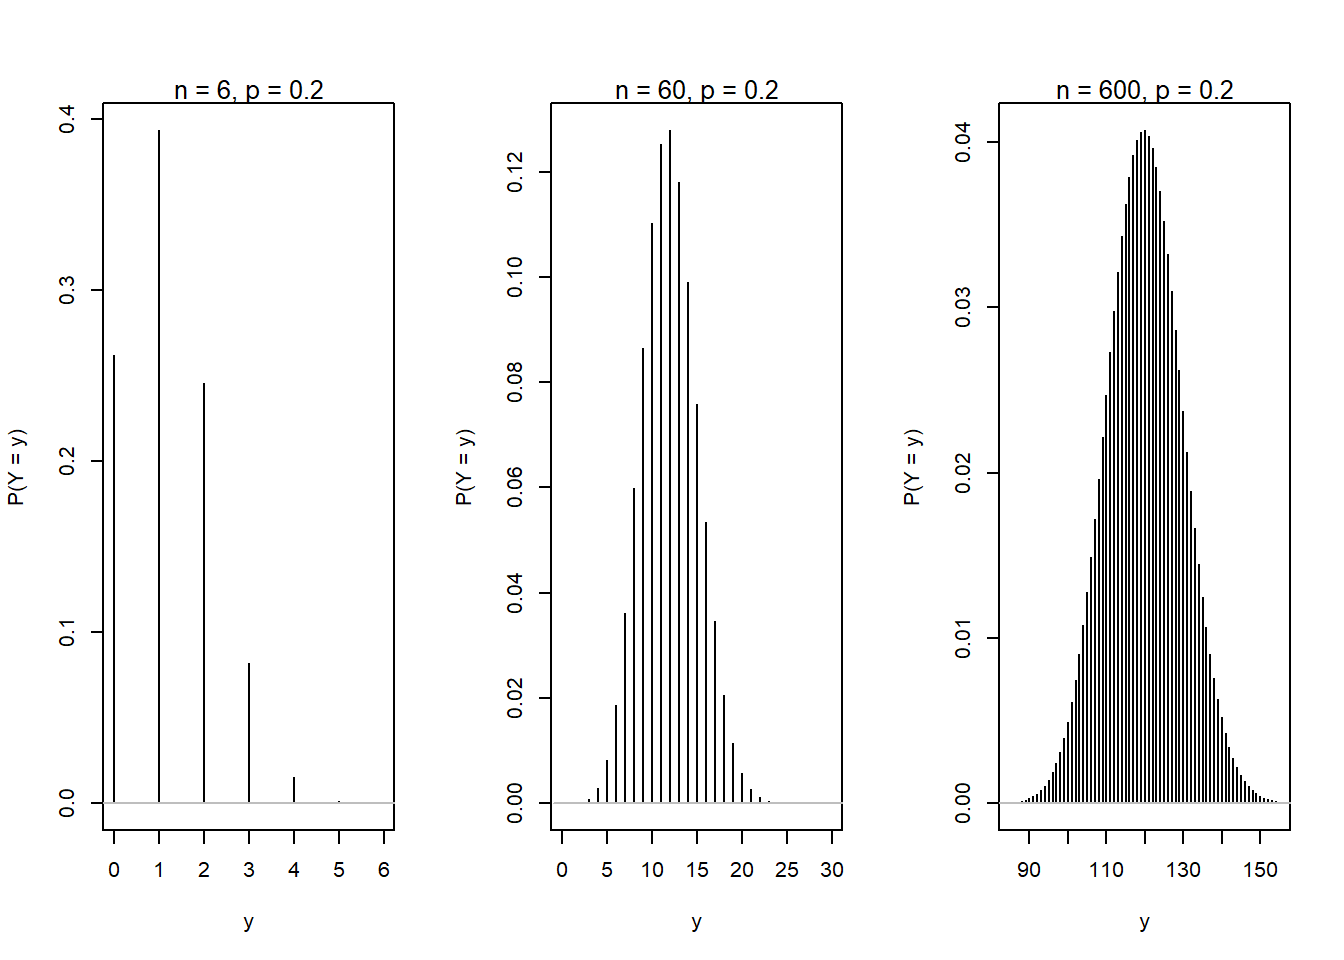 n = 6, p = 0.2
P(Y = y)
0.4
0.3
0.2
0.1
0.0
0 1 2 3 4 5 6
y
n = 60, p = 0.2
P(Y = y)
0.12
0.10
0.08
0.06
0.04
0.02
0.00
0 5 10 15 20 25 30
y
n = 600, p = 0.2
P(Y = y)
0.04
0.03
0.02
0.01
0.00
90 110 130 150
y